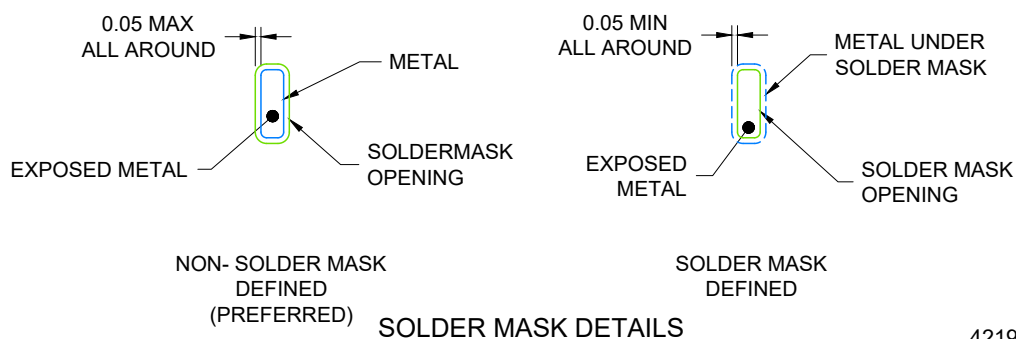 0.05 MAX
ALL AROUND
METAL
EXPOSED METAL
SOLDERMASK
OPENING
NON- SOLDER MASK
DEFINED
(PREFERRED)
0.05 MIN
ALL AROUND
METAL UNDER
SOLDER MASK
EXPOSED
METAL
SOLDER MASK
OPENING
SOLDER MASK
DEFINED
SOLDER MASK DETAILS
4219